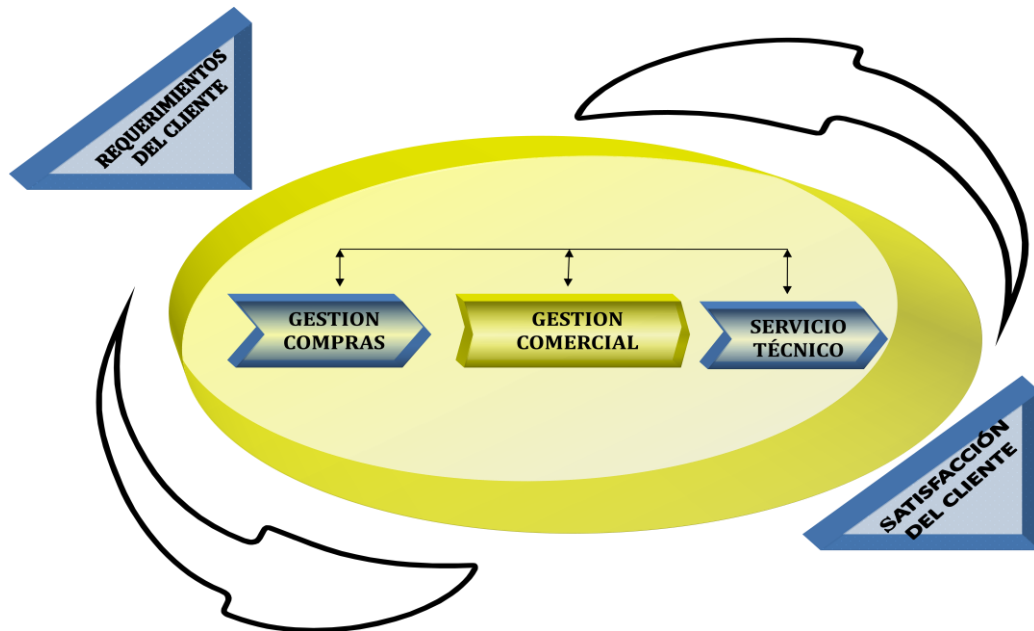 REQUERIMIENTOS
DEL CLIENTE
GESTION
COMPRAS
GESTION
COMERCIAL
SERVICIO
TÉCNICO
SATISFACCIÓN
DEL CLIENTE